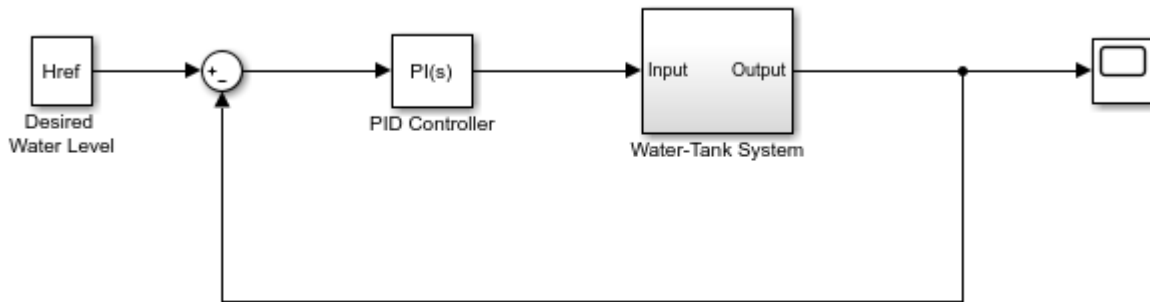 Href
Desired
Water Level
+
−
PI(s)
PID Controller
Input
Output
Water-Tank System